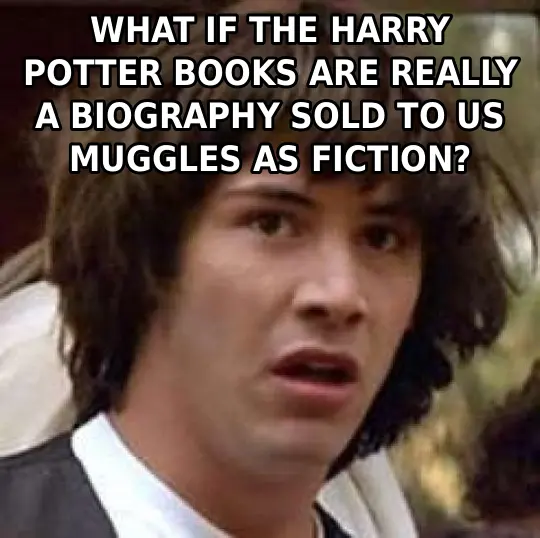 WHAT IF THE HARRY
POTTER BOOKS ARE REALLY
A BIOGRAPHY SOLD TO US
MUGGLES AS FICTION?